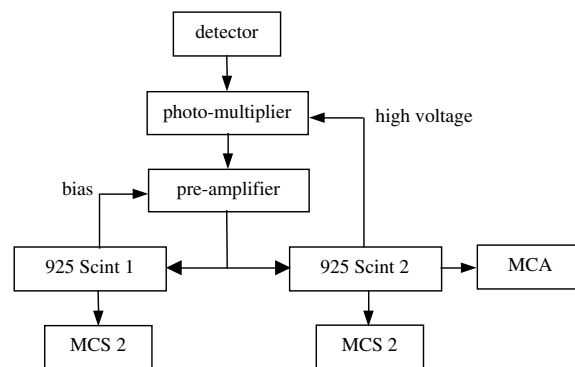 detector
photo-multiplier
high voltage
bias
pre-amplifier
925 Scint 1
925 Scint 2
MCA
MCS 2
MCS 2